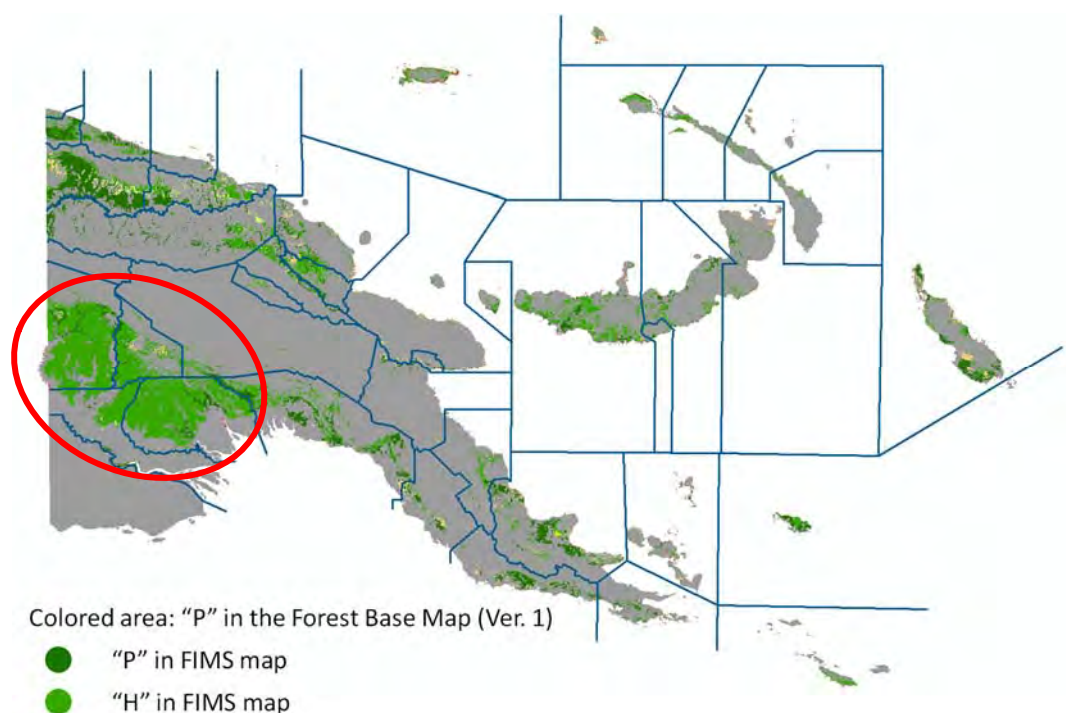 Colored area: “P” in the Forest Base Map (Ver. 1)
“P” in FIMS map
“H” in FIMS map